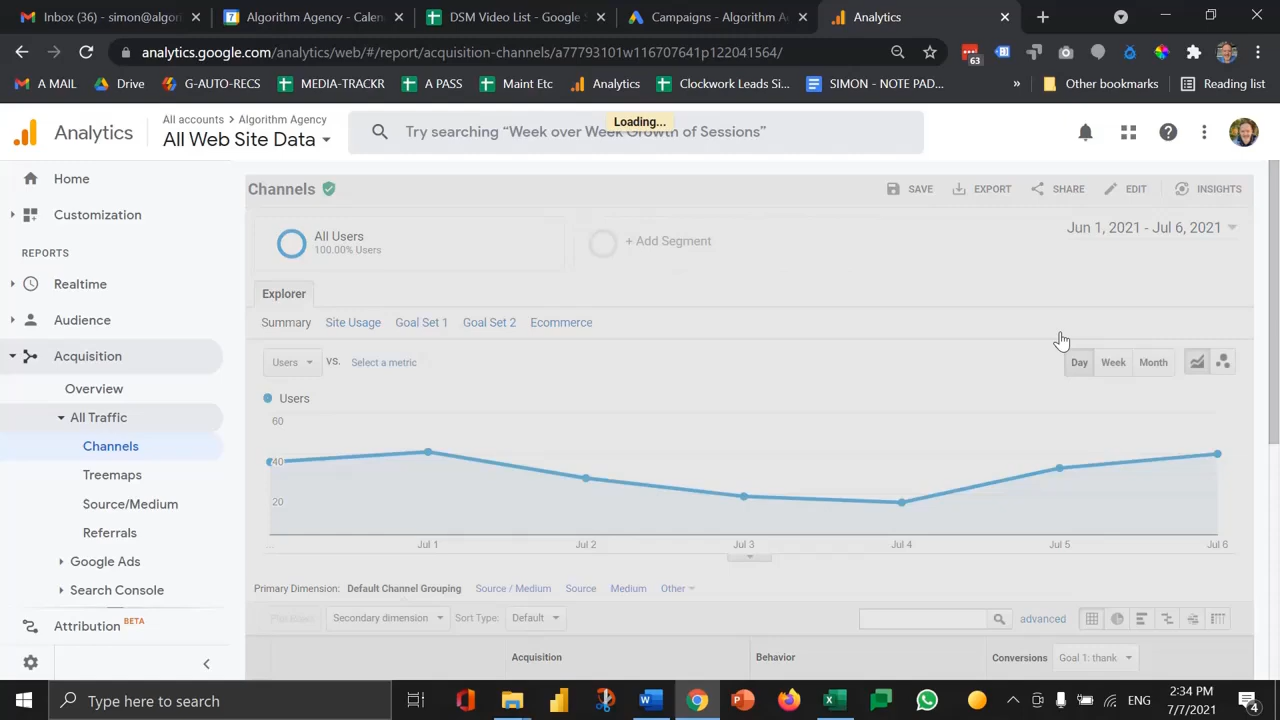 Inbox (63) - simon@algori
Algorithm Agency - Calen
DSM Video List - Google S
Campaigns - Algorithm A
Analytics
analytics.google.com/analytics/web/#/report/acquisition-channels/a77793101w116707641p122041564/
63
A MAIL
Drive
G-AUTO-RECS
MEDIA-TRACKR
A PASS
Maint Etc
Analytics
Clockwork Leads Si...
SIMON - NOTE PAD...
»
Other bookmarks
Reading list
Analytics
All accounts > Algorithm Agency
All Web Site Data
Try searching “Week over Week Growth of Sessions”
Loading...
Home
Customization
REPORTS
Realtime
Audience
Acquisition
Overview
All Traffic
Channels
Treemaps
Source/Medium
Referrals
Google Ads
Search Console
Attribution BETA
Channels
SAVE
EXPORT
SHARE
EDIT
INSIGHTS
All Users
100.00% Users
+ Add Segment
Jun 1, 2021 - Jul 6, 2021
Explorer
Summary
Site Usage
Goal Set 1
Goal Set 2
Ecommerce
Users
VS.
Select a metric
Day
Week
Month
Users
60
40
20
...
Jul 1
Jul 2
Jul 3
Jul 4
Jul 5
Jul 6
Primary Dimension:
Default Channel Grouping
Source / Medium
Source
Medium
Other
Plot Rows
Secondary dimension
Sort Type:
Default
advanced
Acquisition
Behavior
Conversions
Goal 1: thank
Type here to search
ENG
2:34 PM
7/7/2021
4